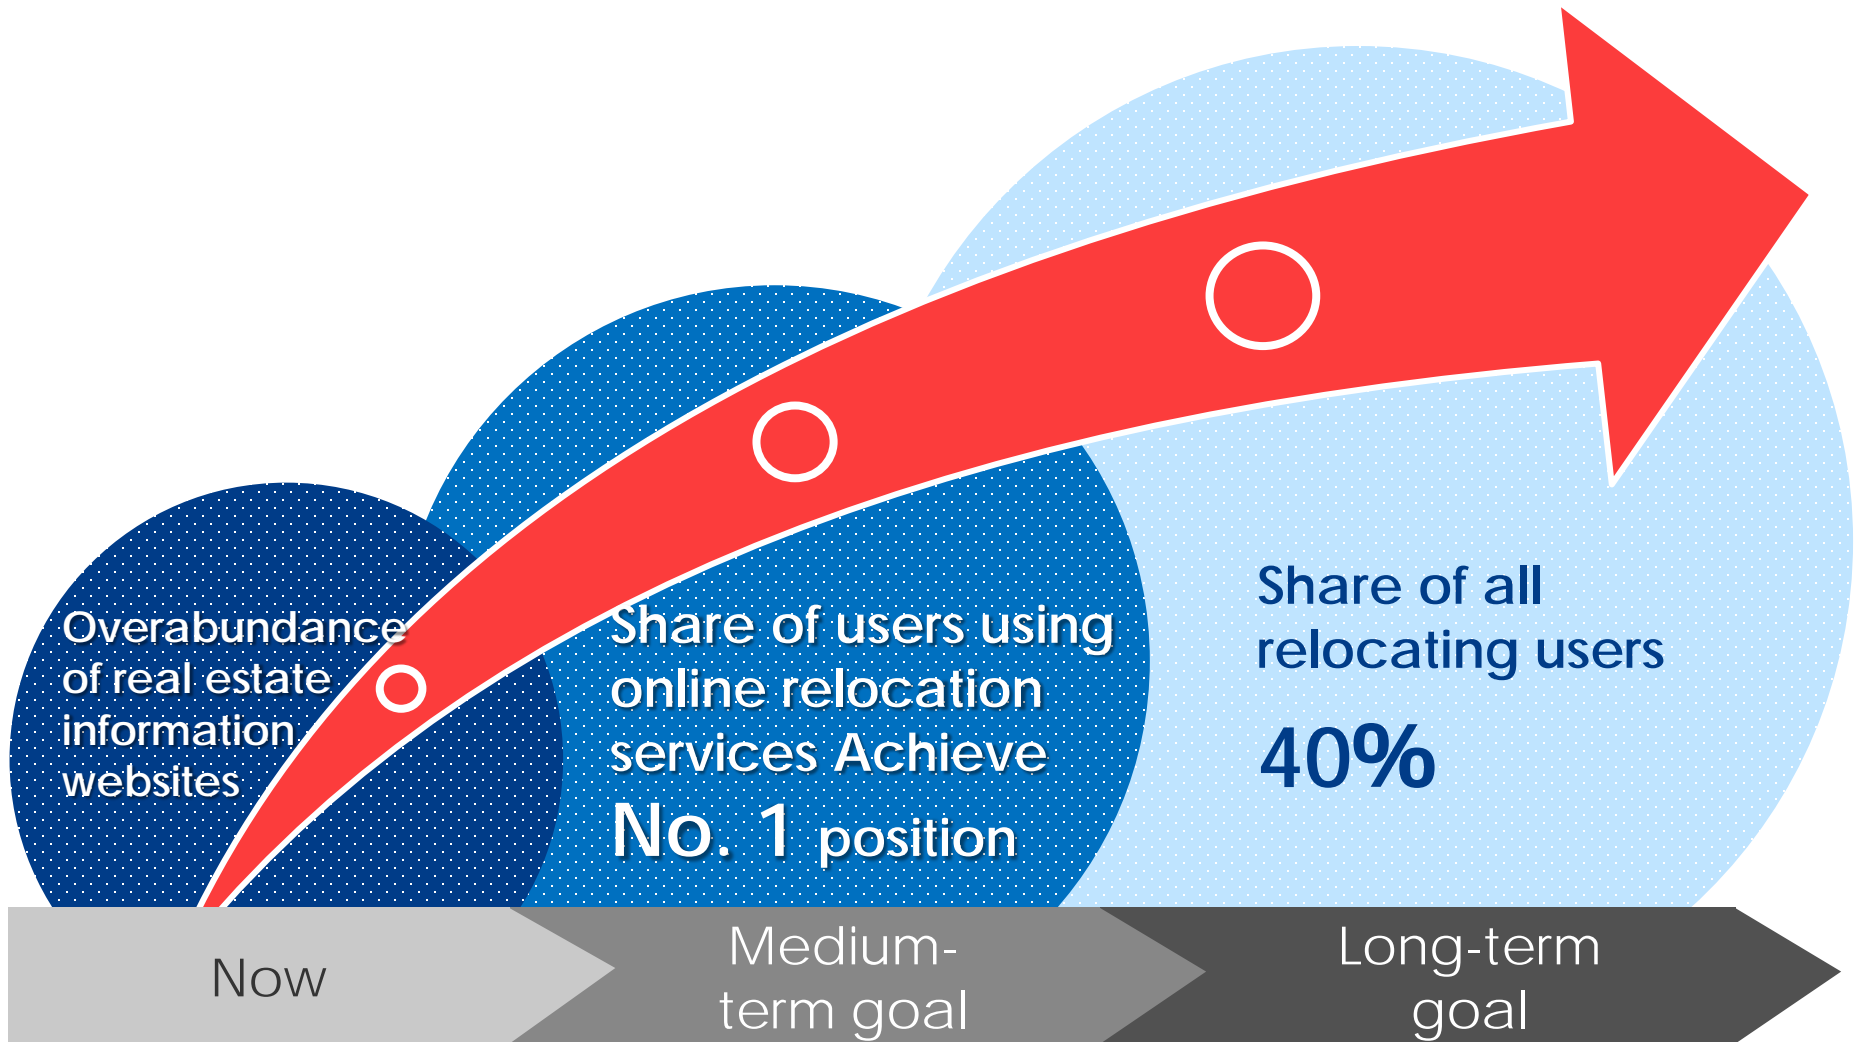 Overabundance
of real estate
information
websites
Share of users using
online relocation
services Achieve
No. 1 position
Share of all
relocating users
40%
Now
Medium-
term goal
Long-term
goal